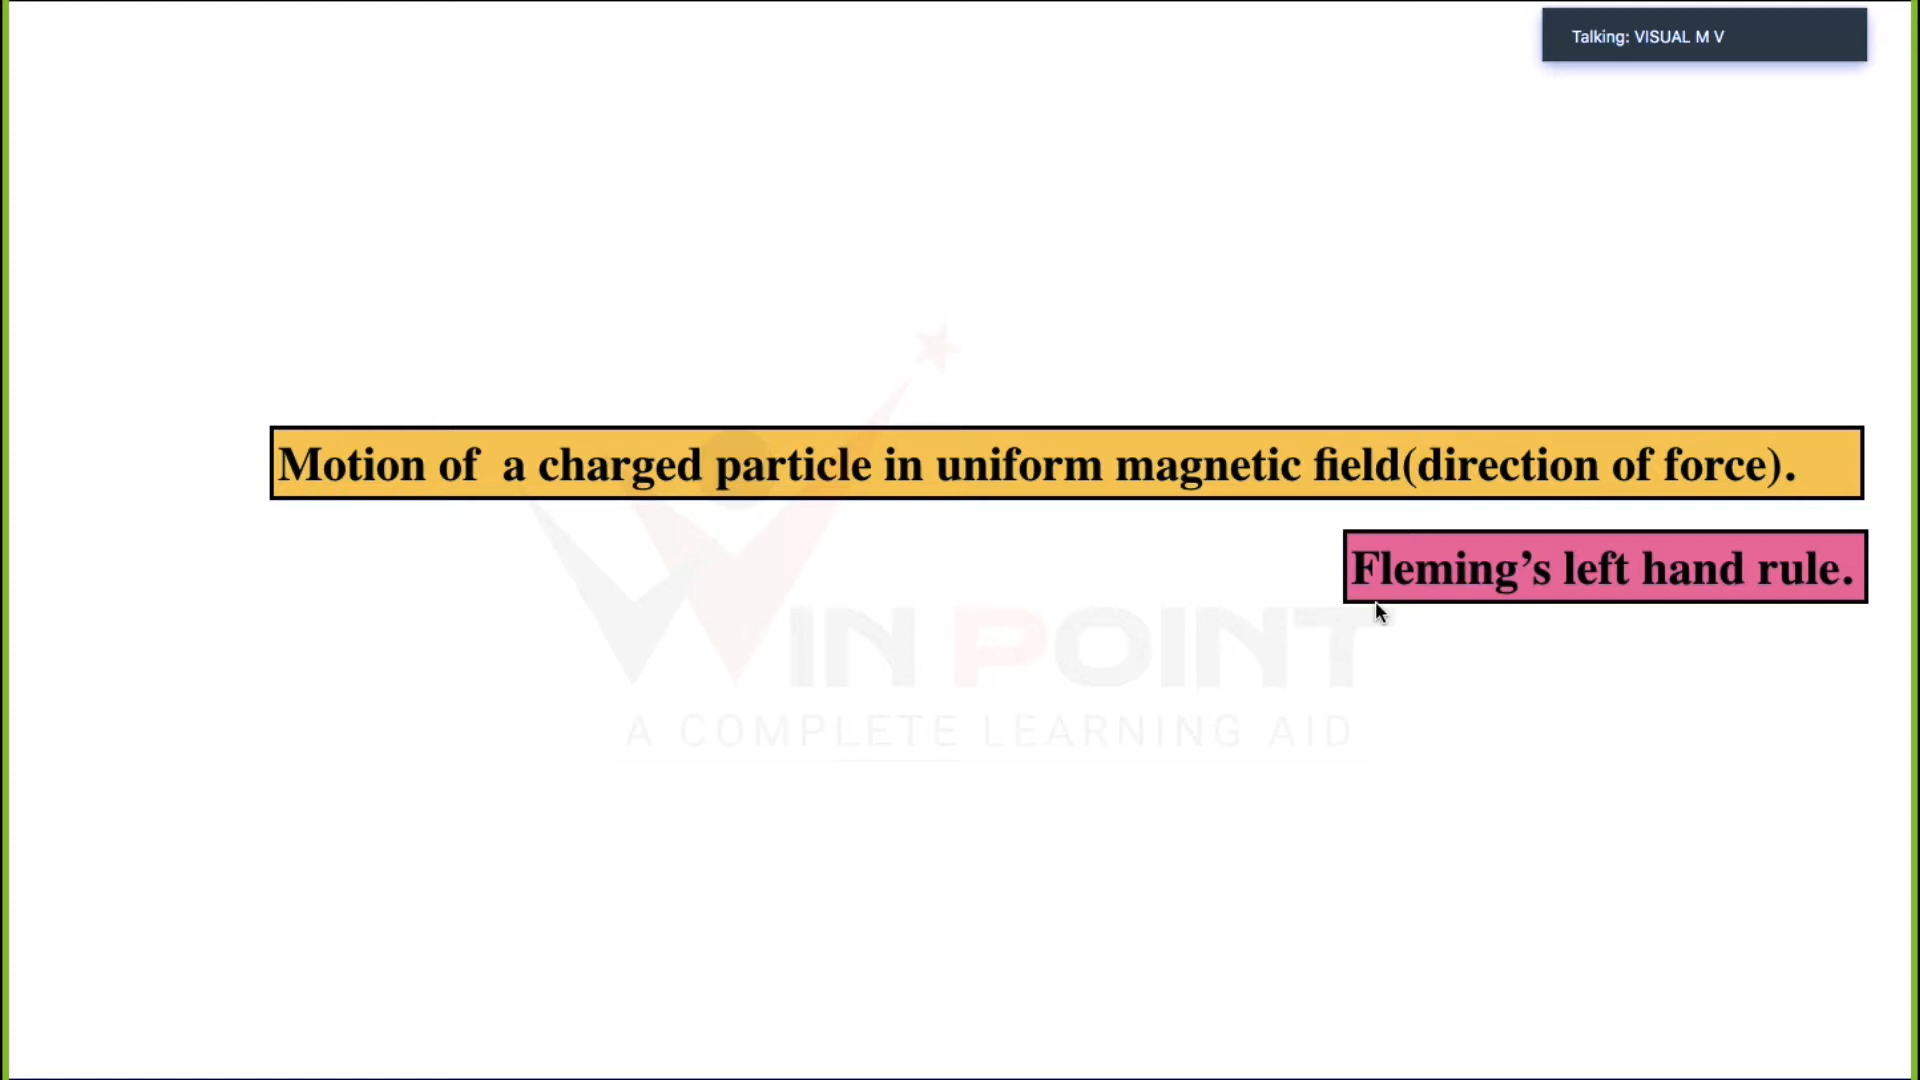 Talking: VISUAL M V
Motion of a charged particle in uniform magnetic field(direction of force).
Fleming’s left hand rule.
WIN POINT
A COMPLETE LEARNING AID